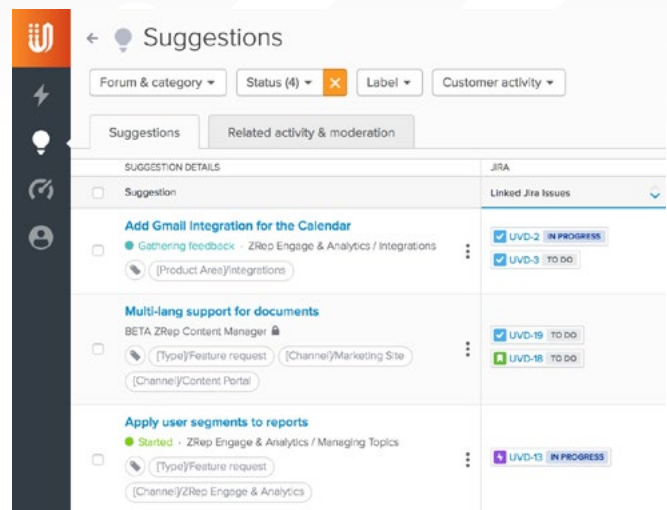 Suggestions
Forum & category
Status (4)
Label
Customer activity
Suggestions
Related activity & moderation
SUGGESTION DETAILS
JIRA
Suggestion
Linked Jira Issues
Add Gmail Integration for the Calendar
Gathering feedback - ZRep Engage & Analytics / Integrations
[Product Area]/Integrations
UVD-2 IN PROGRESS
UVD-3 TO DO
Multi-lang support for documents
BETA ZRep Content Manager
[Type]/Feature request [Channel]/Marketing Site
[Channel]/Content Portal
UVD-19 TO DO
UVD-18 TO DO
Apply user segments to reports
Started - ZRep Engage & Analytics / Managing Topics
[Type]/Feature request
[Channel]/ZRep Engage & Analytics
UVD-13 IN PROGRESS